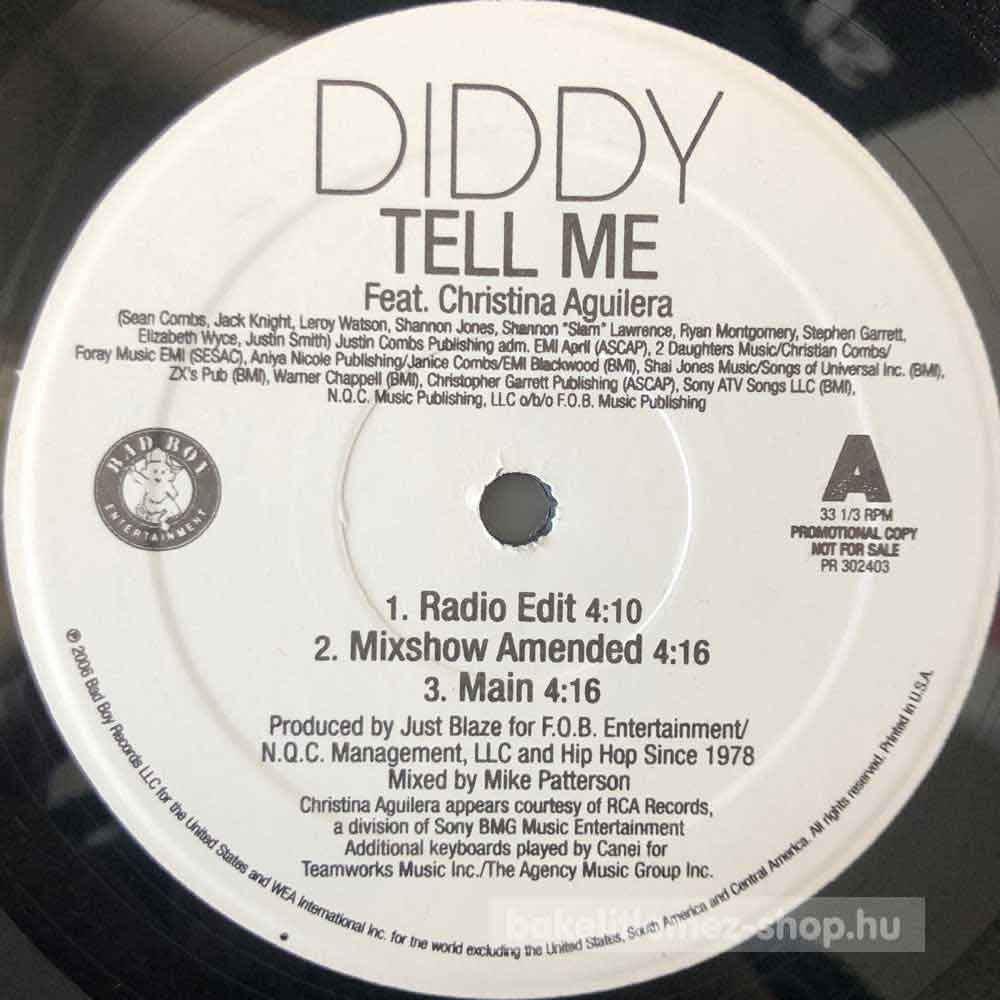 DIDDY
TELL ME
Feat. Christina Aguilera
(Sean Combs, Jack Knight, Leroy Watson, Shannon Jones, Shannon "Slam" Lawrence, Ryan Montgomery, Stephen Garrett,
Elizabeth Wyce, Justin Smith) Justin Combs Publishing adm. EMI April (ASCAP), 2 Daughters Music/Christian Combs/
Foray Music EMI (SESAC), Aniya Nicole Publishing/Janice Combs/EMI Blackwood (BMI), Shai Jones Music/Songs of Universal Inc. (BMI),
ZX's Pub (BMI), Warner Chappell (BMI), Christopher Garrett Publishing (ASCAP), Sony ATV Songs LLC (BMI),
N.Q.C. Music Publishing, LLC o/b/o F.O.B. Music Publishing
BAD BOY
ENTERTAINMENT
A
33 1/3 RPM
PROMOTIONAL COPY
NOT FOR SALE
PR 302403
1. Radio Edit 4:10
2. Mixshow Amended 4:16
3. Main 4:16
Produced by Just Blaze for F.O.B. Entertainment/
N.Q.C. Management, LLC and Hip Hop Since 1978
Mixed by Mike Patterson
Christina Aguilera appears courtesy of RCA Records,
a division of Sony BMG Music Entertainment
Additional keyboards played by Canei for
Teamworks Music Inc./The Agency Music Group Inc.
℗ 2006 Bad Boy Records LLC for the United States and WEA International Inc. for the world excluding the United States, South America and Central America. All rights reserved. Printed in U.S.A.
bakelitlemez-shop.hu